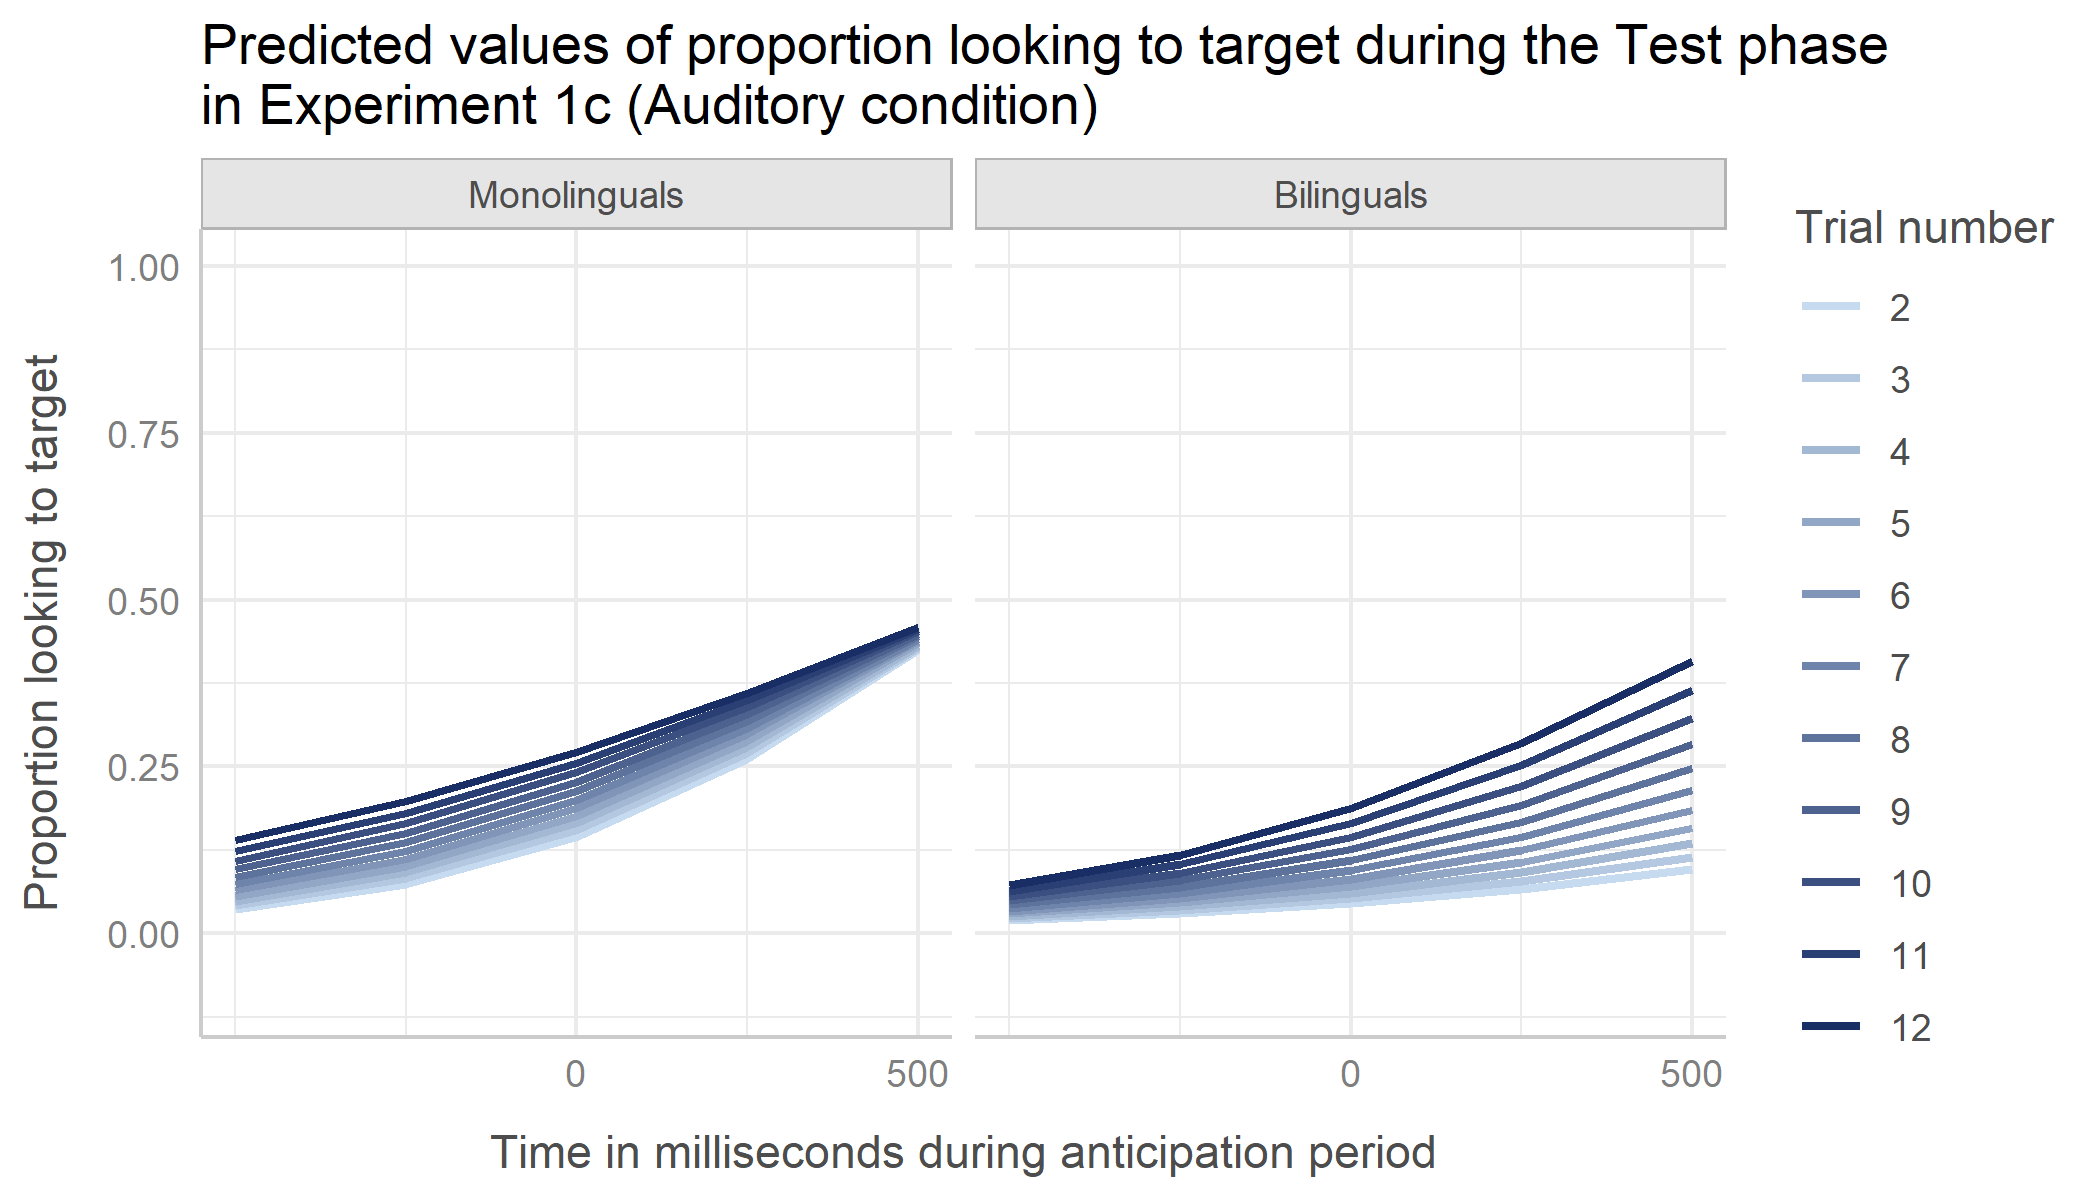 Predicted values of proportion looking to target during the Test phase
in Experiment 1c (Auditory condition)
Monolinguals
Bilinguals
Proportion looking to target
1.00
0.75
0.50
0.25
0.00
0
500
0
500
Time in milliseconds during anticipation period
Trial number
2
3
4
5
6
7
8
9
10
11
12